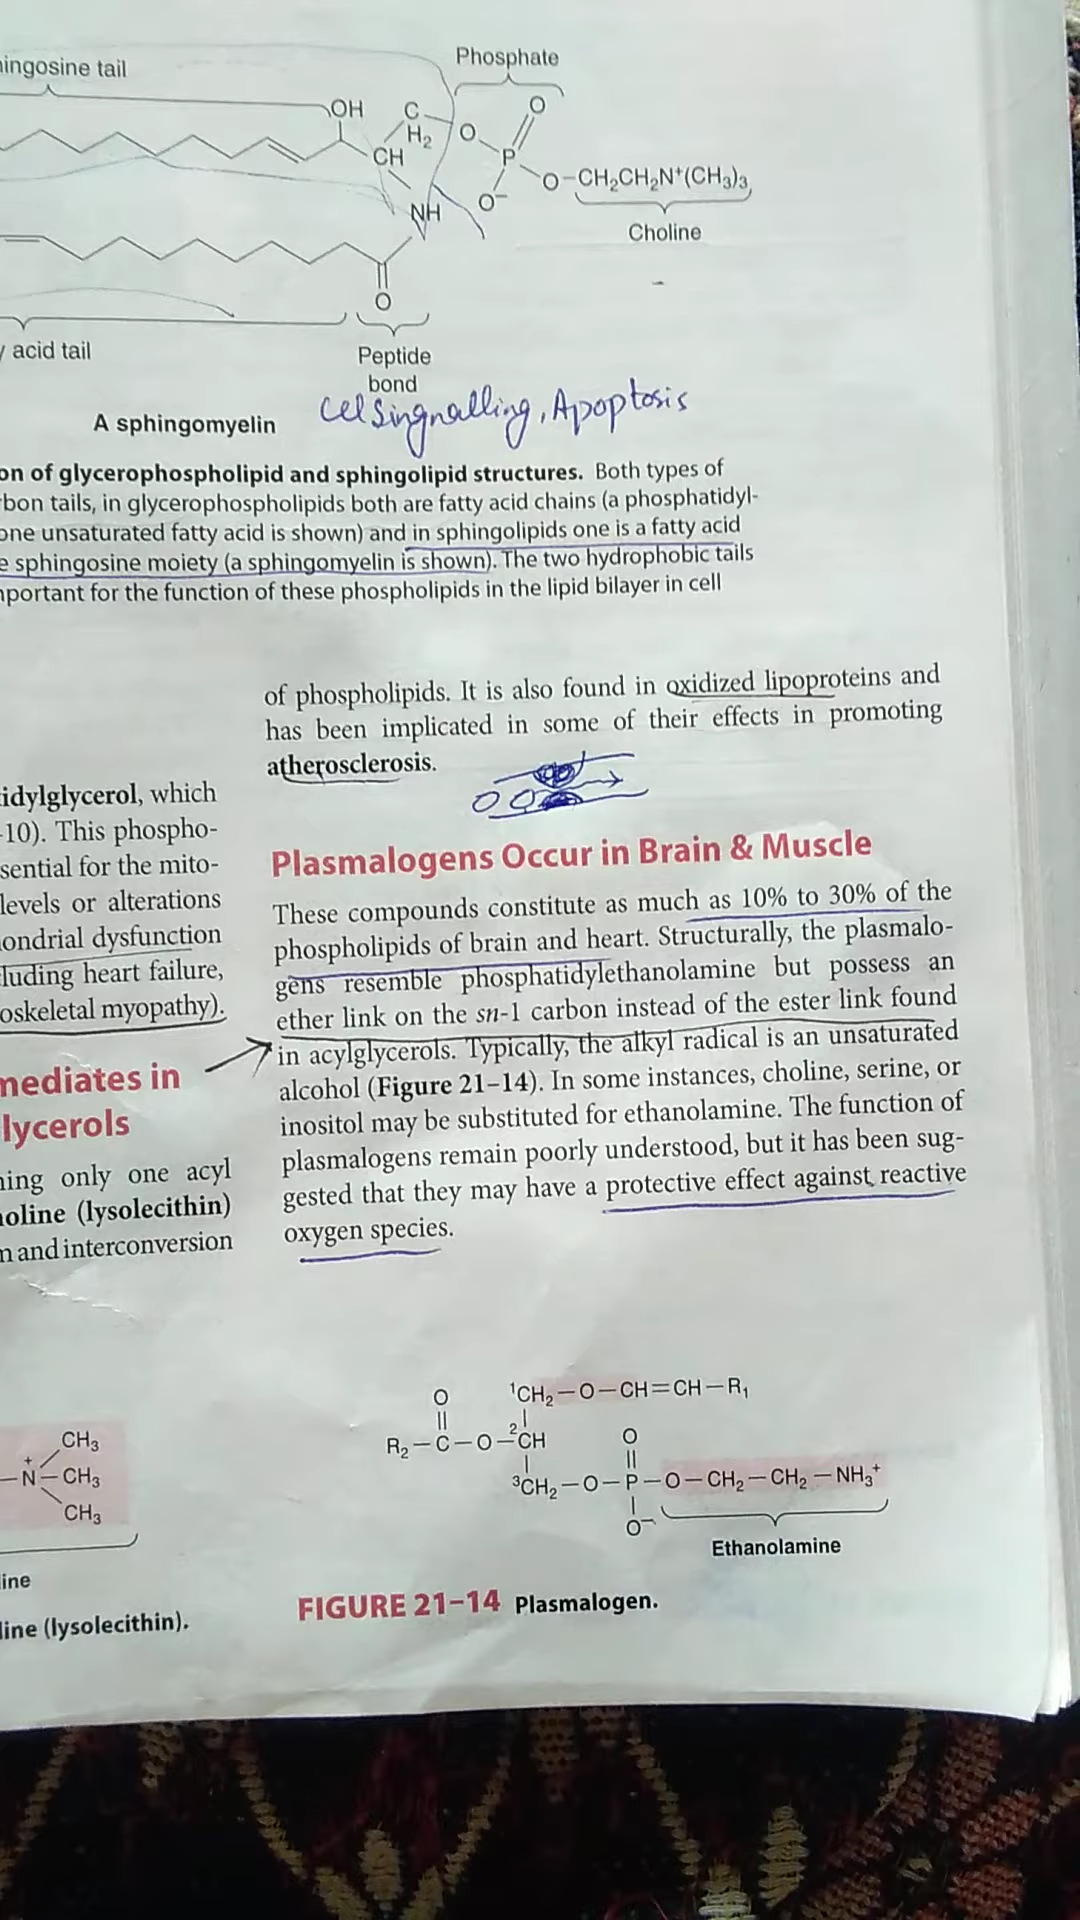 Phosphate
ingosine tail
OH
C
H₂
O
O
CH
P
O–CH₂CH₂N⁺(CH₃)₃
O⁻
NH
Choline
O
acid tail
Peptide
bond
A sphingomyelin
Cel Singnalling, Apoptosis
on of glycerophospholipid and sphingolipid structures. Both types of
rbon tails, in glycerophospholipids both are fatty acid chains (a phosphatidyl-
one unsaturated fatty acid is shown) and in sphingolipids one is a fatty acid
e sphingosine moiety (a sphingomyelin is shown). The two hydrophobic tails
mportant for the function of these phospholipids in the lipid bilayer in cell
idylglycerol, which
-10). This phospho-
sential for the mito-
levels or alterations
ondrial dysfunction
luding heart failure,
oskeletal myopathy).
mediates in
lycerols
ning only one acyl
holine (lysolecithin)
n and interconversion
of phospholipids. It is also found in oxidized lipoproteins and
has been implicated in some of their effects in promoting
atherosclerosis.
Plasmalogens Occur in Brain & Muscle
These compounds constitute as much as 10% to 30% of the
phospholipids of brain and heart. Structurally, the plasmalo-
gens resemble phosphatidylethanolamine but possess an
ether link on the sn-1 carbon instead of the ester link found
in acylglycerols. Typically, the alkyl radical is an unsaturated
alcohol (Figure 21–14). In some instances, choline, serine, or
inositol may be substituted for ethanolamine. The function of
plasmalogens remain poorly understood, but it has been sug-
gested that they may have a protective effect against reactive
oxygen species.
CH₃
–N⁺–CH₃
CH₃
ine
line (lysolecithin).
O
¹CH₂–O–CH=CH–R₁
R₂–C–O–²CH
O
³CH₂–O–P–O–CH₂–CH₂–NH₃⁺
O⁻
Ethanolamine
FIGURE 21–14 Plasmalogen.